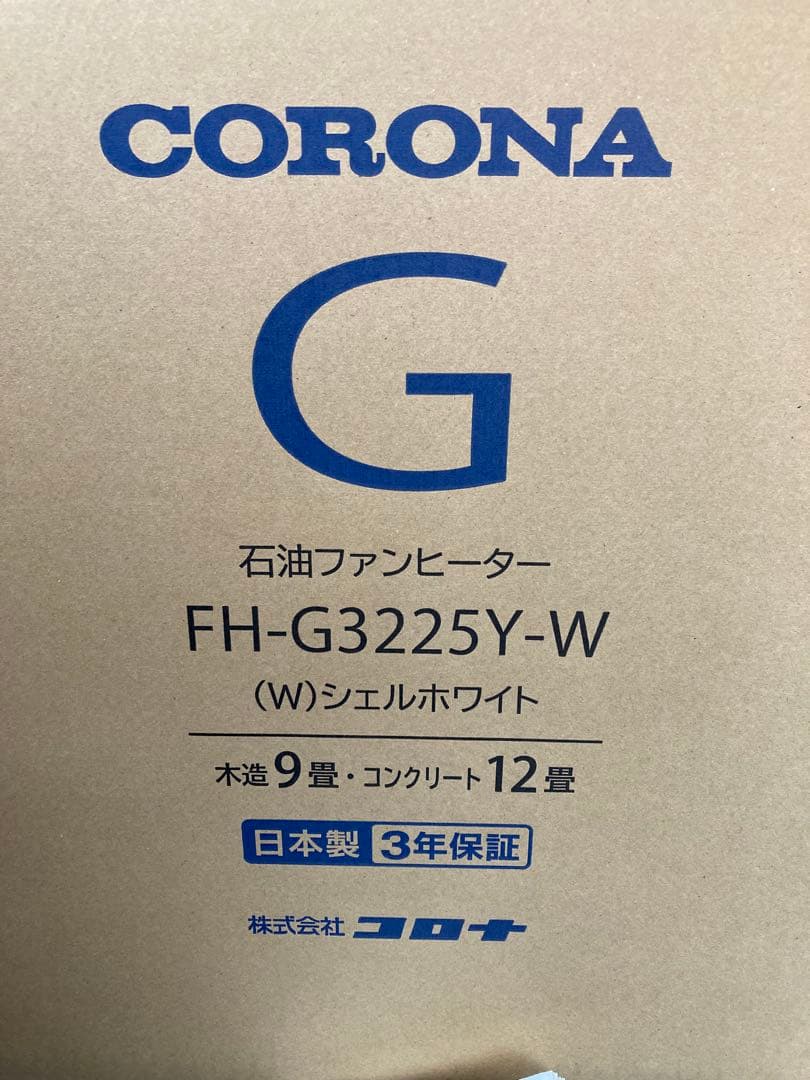 CORONA
G
石油ファンヒーター
FH-G3225Y-W
(W)シェルホワイト
木造9畳・コンクリート12畳
日本製 3年保証
株式会社 コロナ